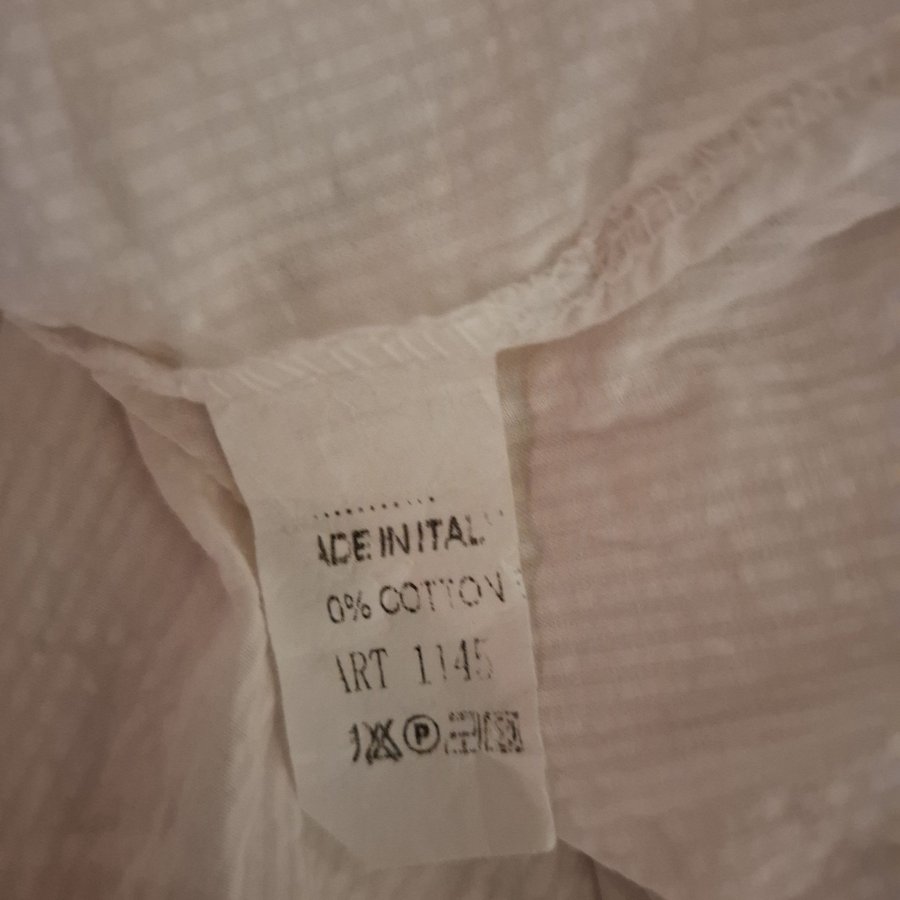 ADE IN ITAL
0% COTTON
ART 1145
P